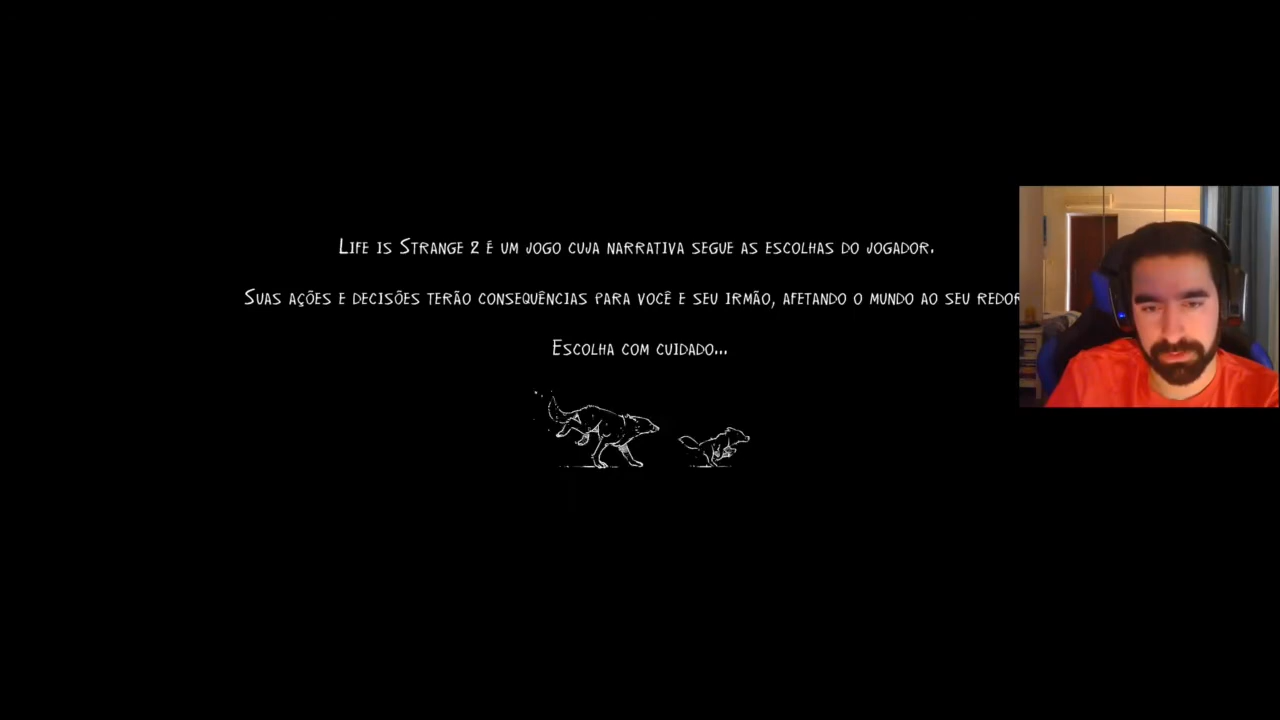 Life is Strange 2 é um jogo cuja narrativa segue as escolhas do jogador.
Suas ações e decisões terão consequências para você e seu irmão, afetando o mundo ao seu redor
Escolha com cuidado...